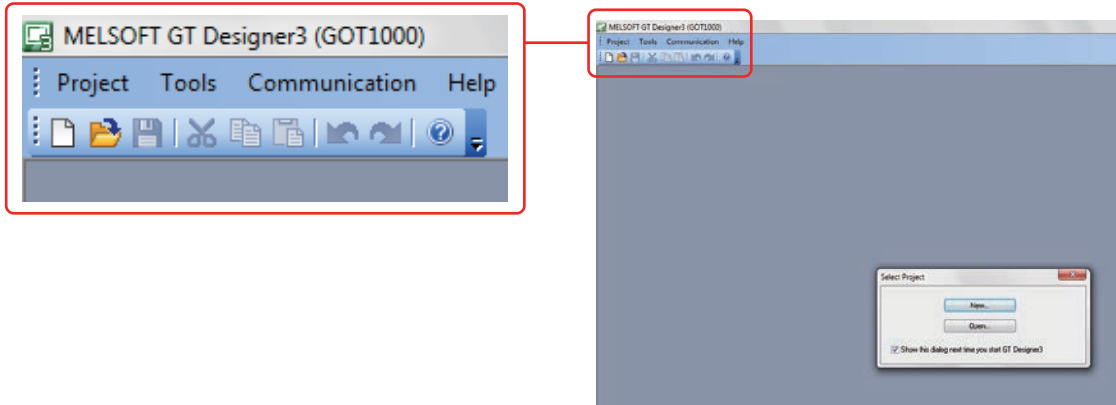 MELSOFT GT Designer3 (GOT1000)
Project Tools Communication Help
MELSOFT GT Designer3 (GOT1000)
Project Tools Communication Help
Select Project
New...
Open...
Show this dialog next time you start GT Designer3